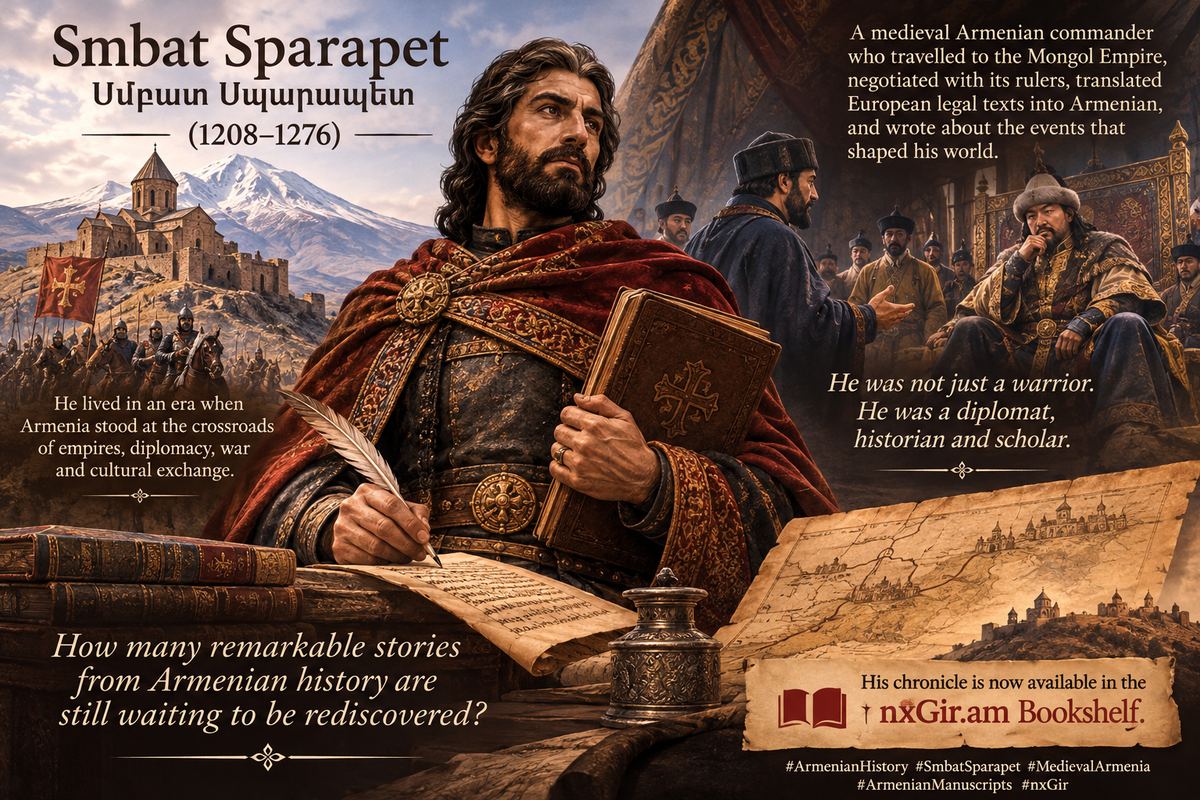 Smbat Sparapet
Սմբատ Սպարապետ
(1208–1276)
A medieval Armenian commander
who travelled to the Mongol Empire,
negotiated with its rulers, translated
European legal texts into Armenian,
and wrote about the events that
shaped his world.
He lived in an era when
Armenia stood at the crossroads
of empires, diplomacy, war
and cultural exchange.
He was not just a warrior.
He was a diplomat,
historian and scholar.
How many remarkable stories
from Armenian history are
still waiting to be rediscovered?
His chronicle is now available in the
nxGir.am Bookshelf.
#ArmenianHistory #SmbatSparapet #MedievalArmenia
#ArmenianManuscripts #nxGir